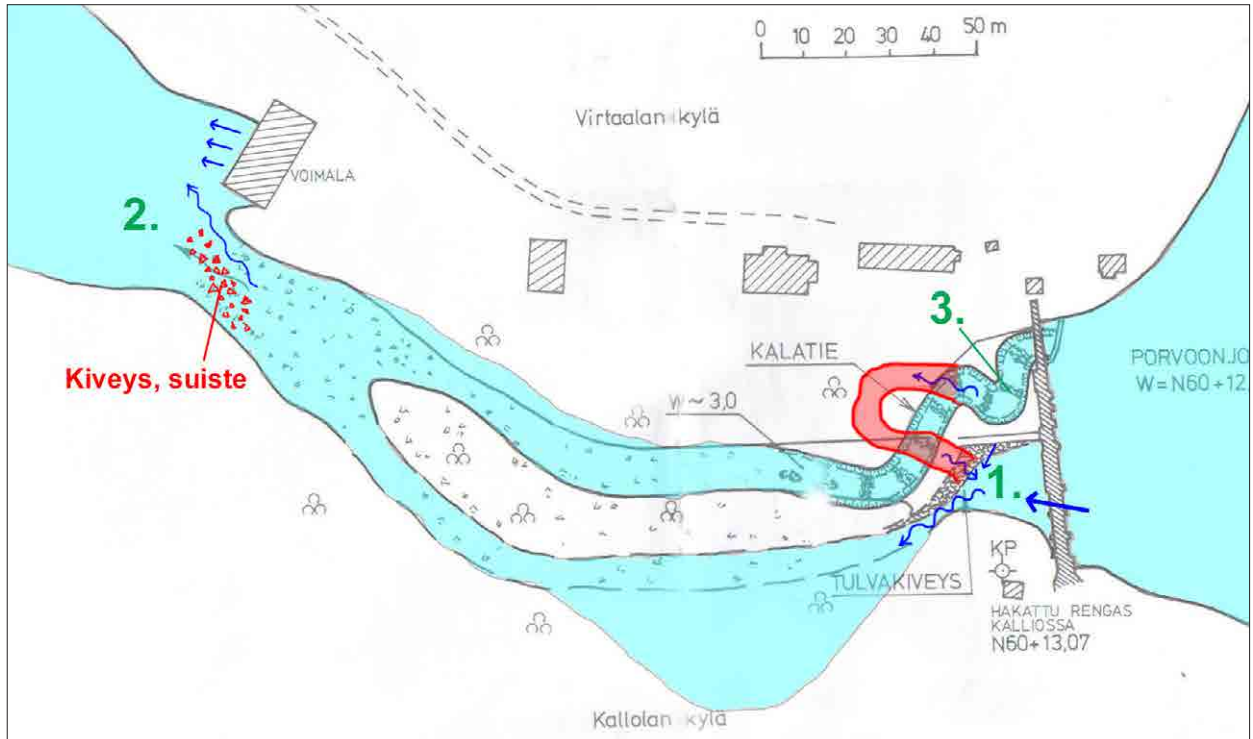 0 10 20 30 40 50 m
Virtaalan kylä
VOIMALA
2.
3.
KALATIE
PORVOONJO
W= N60+12
Kiveys, suiste
W ~ 3,0
1.
KP
TULVAKIVEYS
HAKATTU RENGAS
KALLIOSSA
N60+13,07
Kallolan kylä